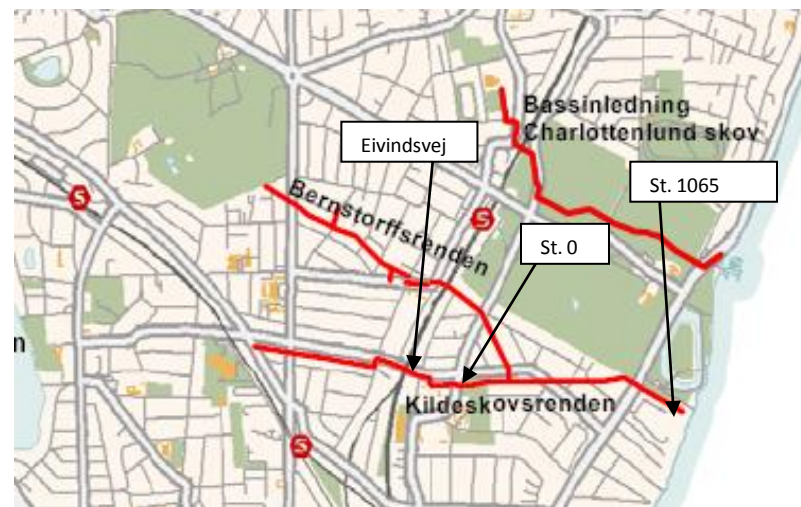 Bassinledning
Charlottenlund skov
Eivindsvej
St. 1065
Bernstorffsrenden
S
S
St. 0
n
Kildeskovsrenden
S